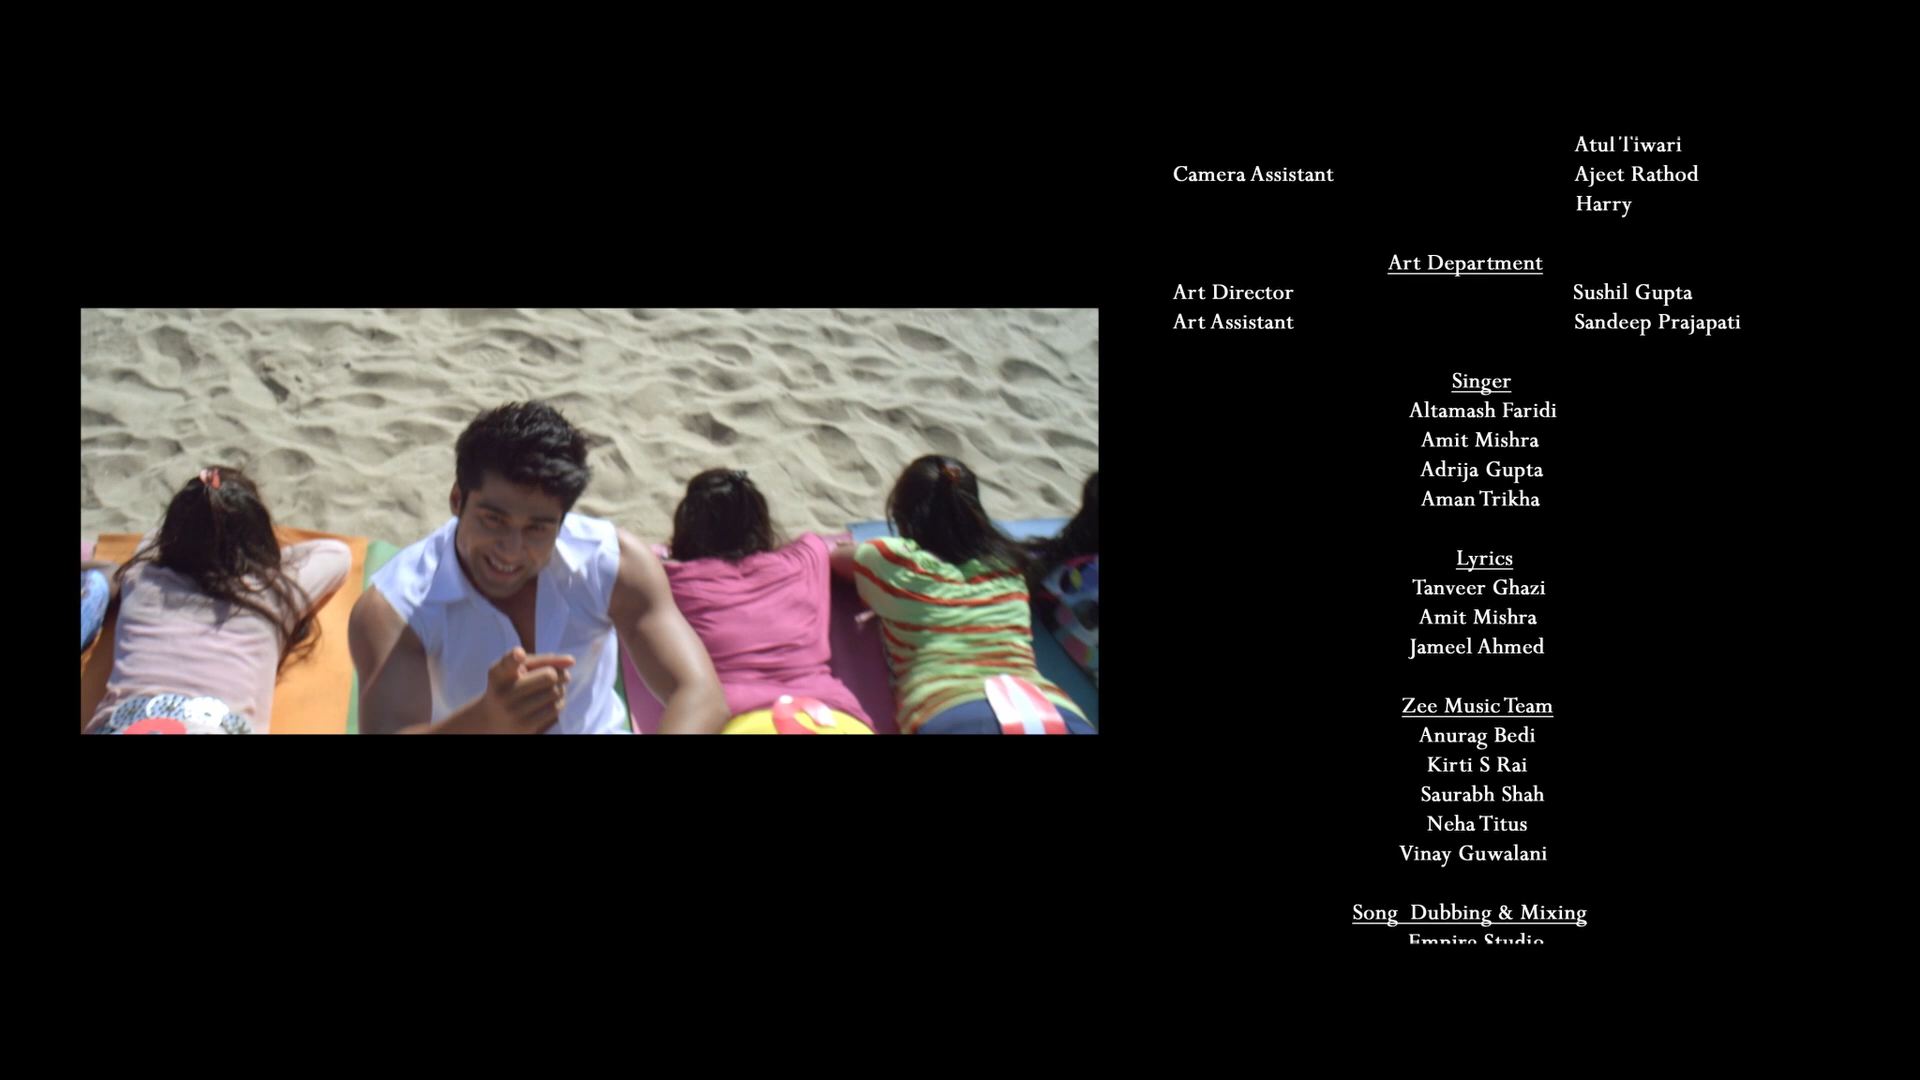 Atul Tiwari
Camera Assistant Ajeet Rathod
Harry
Art Department
Art Director Sushil Gupta
Art Assistant Sandeep Prajapati
Singer
Altamash Faridi
Amit Mishra
Adrija Gupta
Aman Trikha
Lyrics
Tanveer Ghazi
Amit Mishra
Jameel Ahmed
Zee Music Team
Anurag Bedi
Kirti S Rai
Saurabh Shah
Neha Titus
Vinay Guwalani
Song Dubbing & Mixing
Empire Studio